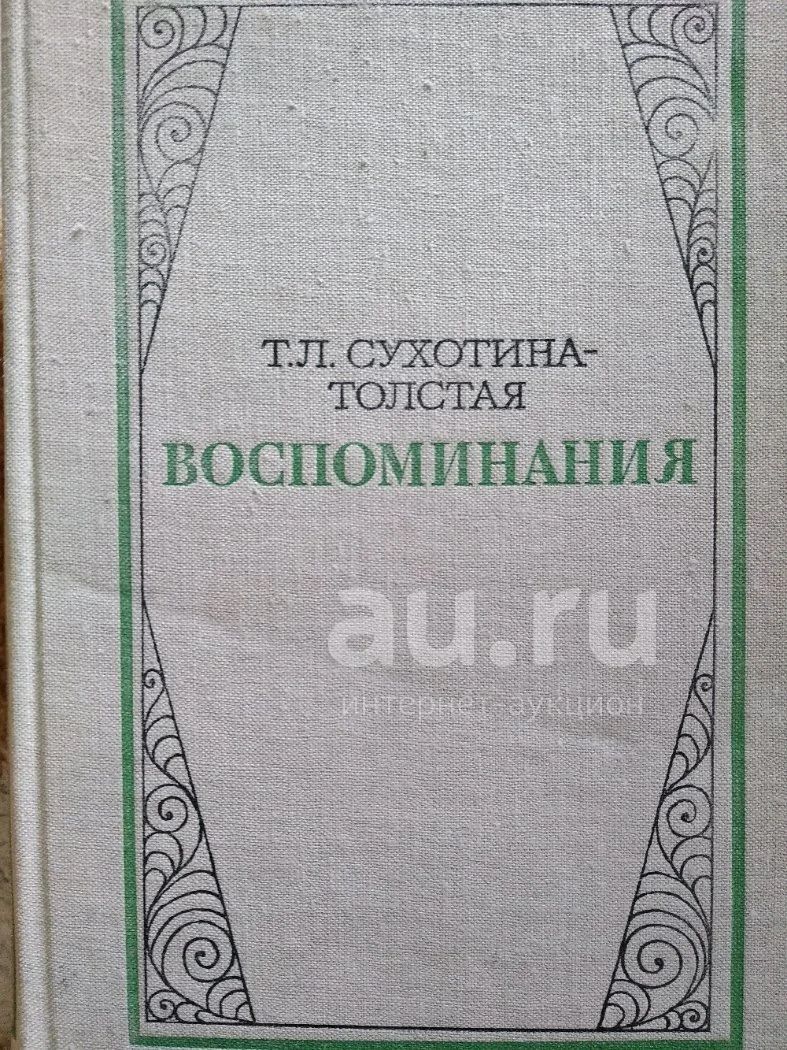 Т.Л. СУХОТИНА-
ТОЛСТАЯ
ВОСПОМИНАНИЯ
au.ru
интернет-аукцион